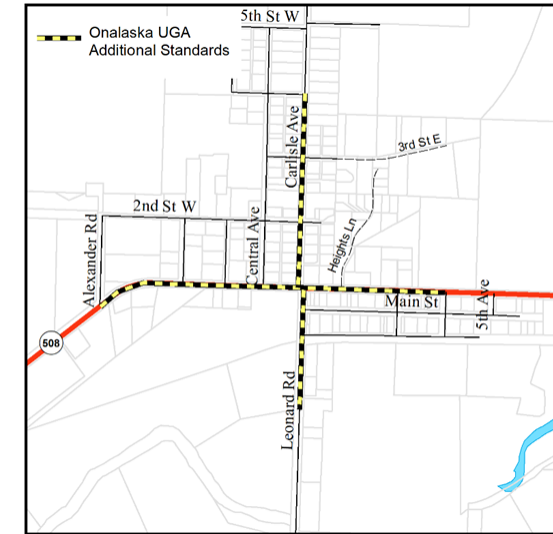 5th St W
Onalaska UGA
Additional Standards
Carlisle Ave
3rd St E
2nd St W
Alexander Rd
Central Ave
Heights Ln
Main St
5th Ave
508
Leonard Rd